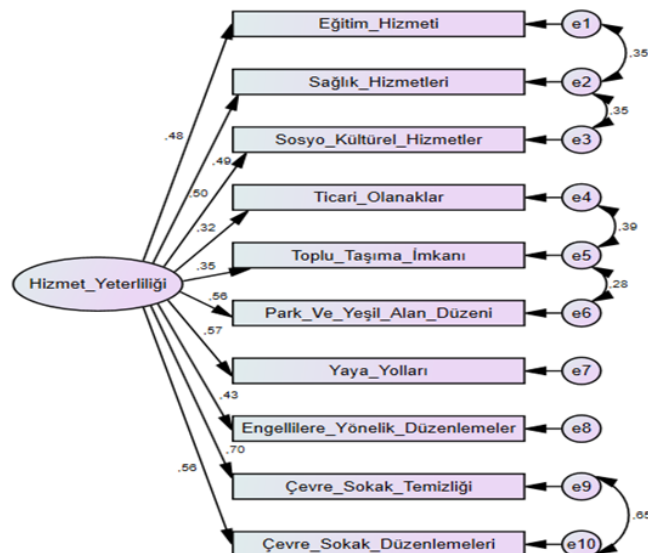 Eğitim_Hizmeti
e1
,35
Sağlık_Hizmetleri
e2
,35
,48
Sosyo_Kültürel_Hizmetler
e3
,49
,50
Ticari_Olanaklar
e4
,32
,39
Toplu_Taşıma_İmkanı
e5
,35
Hizmet_Yeterliliği
,28
,56
Park_Ve_Yeşil_Alan_Düzeni
e6
,57
Yaya_Yolları
e7
,43
Engellilere_Yönelik_Düzenlemeler
e8
,70
,56
Çevre_Sokak_Temizliği
e9
,65
Çevre_Sokak_Düzenlemeleri
e10